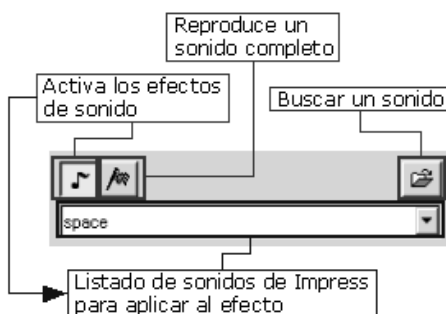 Reproduce un
sonido completo
Activa los efectos
de sonido
Buscar un sonido
space
Listado de sonidos de Impress
para aplicar al efecto